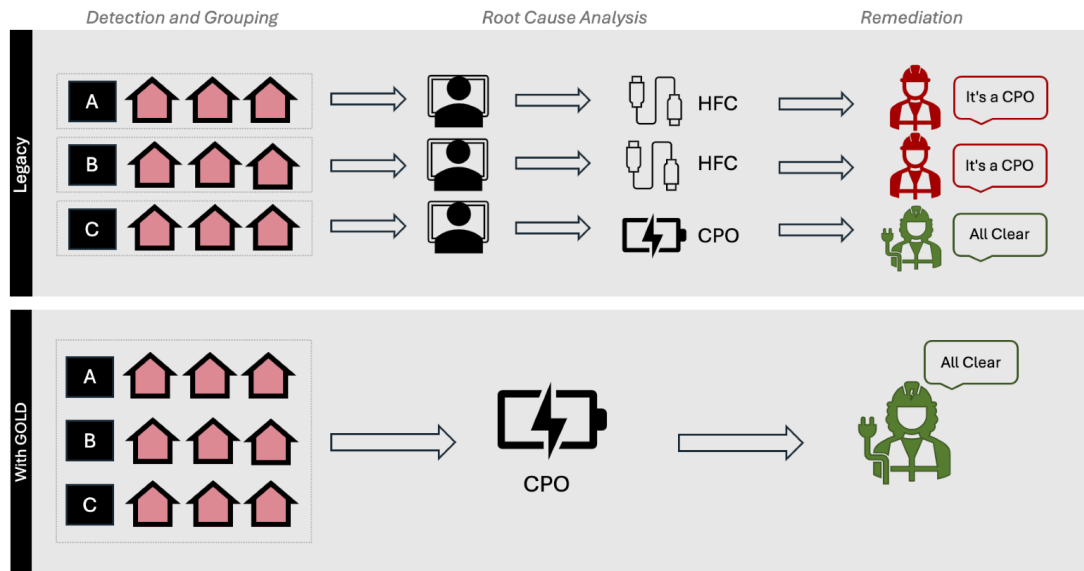 Detection and Grouping
Root Cause Analysis
Remediation
Legacy
A
HFC
It's a CPO
B
HFC
It's a CPO
C
CPO
All Clear
With GOLD
A
B
C
CPO
All Clear